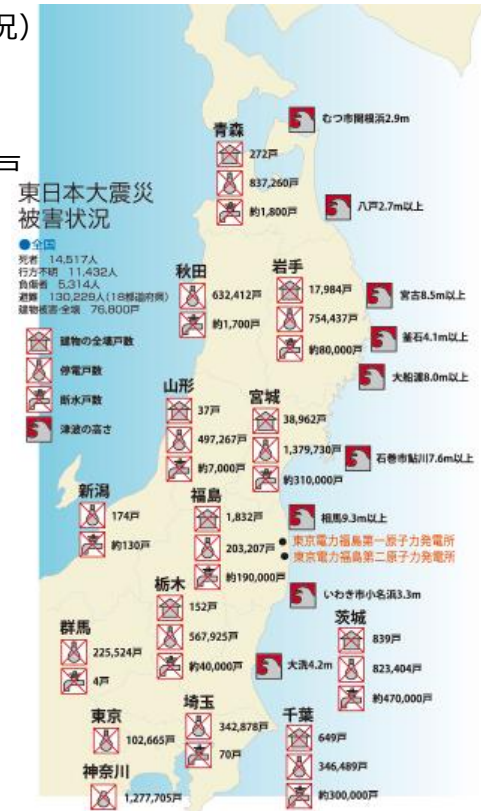 況）
戸
東日本大震災
被害状況
●全国
死者 14,517人
行方不明 11,432人
負傷者 5,314人
避難 130,229人(18都道府県)
建物被害・全壊 76,800戸
建物の全壊戸数
停電戸数
断水戸数
津波の高さ
むつ市関根浜2.9m
青森
272戸
837,260戸
約1,800戸
八戸2.7m以上
秋田
632,412戸
約1,700戸
岩手
17,984戸
754,437戸
約80,000戸
宮古8.5m以上
釜石4.1m以上
大船渡8.0m以上
山形
37戸
497,267戸
約7,000戸
宮城
38,962戸
1,379,730戸
約310,000戸
石巻市鮎川7.6m以上
新潟
174戸
約130戸
福島
1,832戸
203,207戸
約190,000戸
相馬9.3m以上
● 東京電力福島第一原子力発電所
● 東京電力福島第二原子力発電所
いわき市小名浜3.3m
栃木
152戸
567,925戸
約40,000戸
茨城
839戸
823,404戸
約470,000戸
大洗4.2m
群馬
225,524戸
4戸
埼玉
342,878戸
70戸
東京
102,665戸
千葉
649戸
346,489戸
約300,000戸
神奈川
1,277,705戸